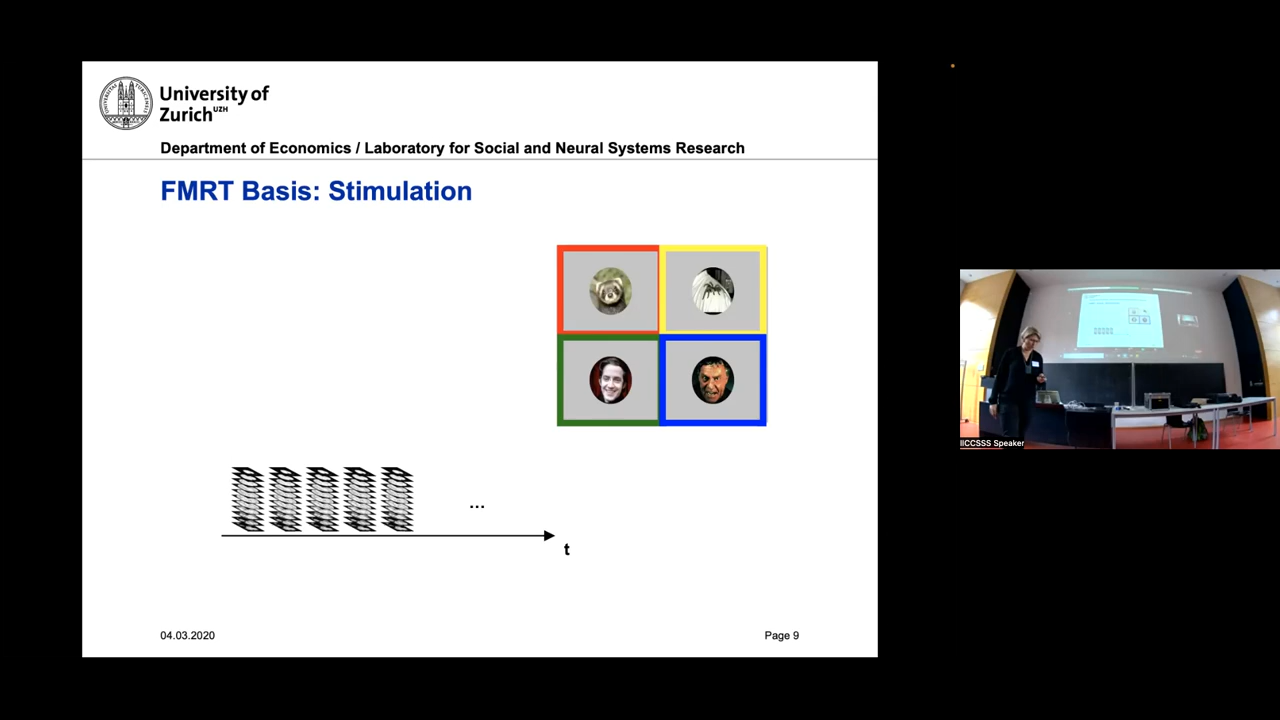 University of
Zurich UZH
Department of Economics / Laboratory for Social and Neural Systems Research
FMRT Basis: Stimulation
...
t
04.03.2020
Page 9
IICCSSS Speaker